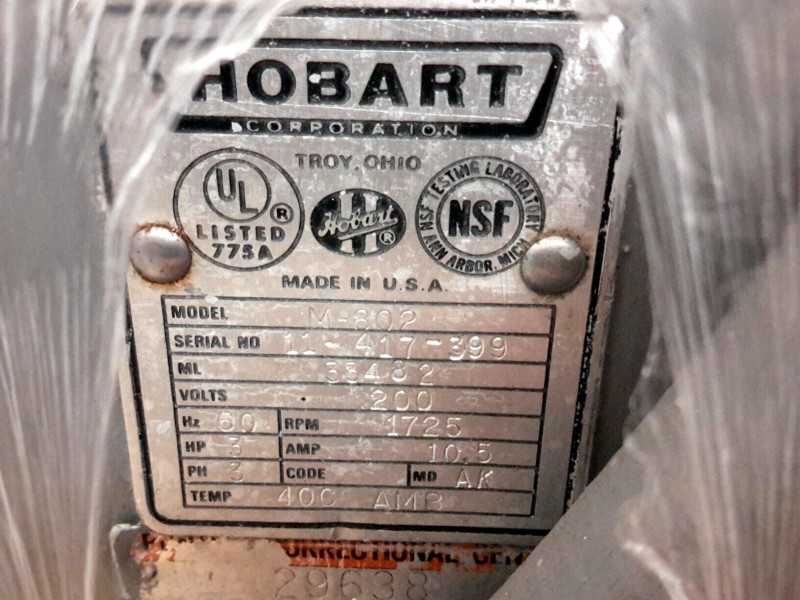 HOBART
CORPORATION
TROY, OHIO
UL ®
LISTED
775A
Hobart ®
NSF TESTING LABORATORY
NSF
ANN ARBOR, MICH
MADE IN U.S.A.
MODEL M-802
SERIAL NO 11-417-399
ML 33482
VOLTS 200
Hz 60 RPM 1725
HP 3 AMP 10.5
PH 3 CODE MD AK
TEMP 40C AMB
CORRECTIONAL
29638